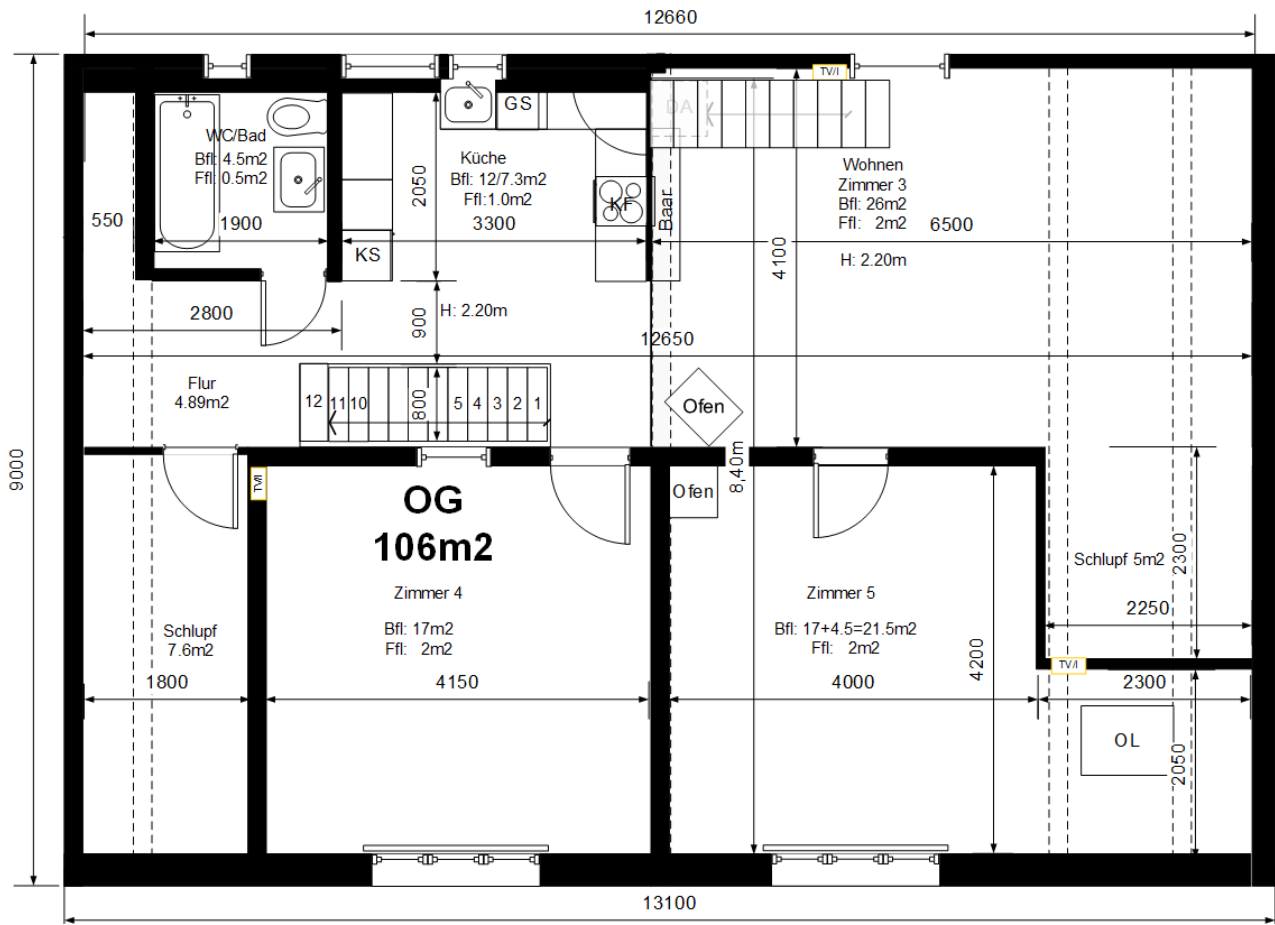 12660
TV/I
DA
GS
WC/Bad
Bfl: 4.5m2
Ffl: 0.5m2
Küche
Bfl: 12/7.3m2
Ffl:1.0m2
Wohnen
Zimmer 3
Bfl: 26m2
Ffl: 2m2
H: 2.20m
2050
KF
Baar
550
1900
3300
6500
KS
4100
2800
900
H: 2.20m
12650
Flur
4.89m2
12
11
10
800
5
4
3
2
1
Ofen
9000
8,40m
TV/I
Ofen
OG
106m2
Schlupf 5m2
2300
Zimmer 4
Bfl: 17m2
Ffl: 2m2
Zimmer 5
Bfl: 17+4.5=21.5m2
Ffl: 2m2
2250
Schlupf
7.6m2
4200
TV/I
1800
4150
4000
2300
OL
2050
13100